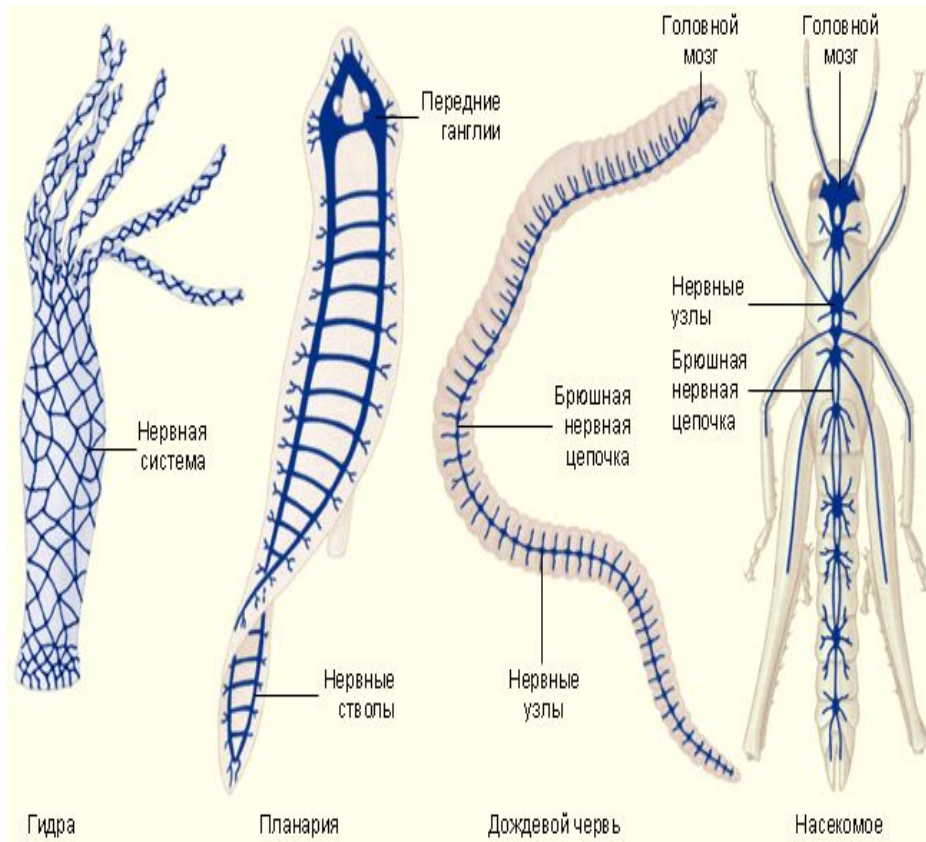 Головной
мозг
Головной
мозг
Передние
ганглии
Нервные
узлы
Брюшная
нервная
цепочка
Брюшная
нервная
цепочка
Нервная
система
Нервные
стволы
Нервные
узлы
Гидра
Планария
Дождевой червь
Насекомое